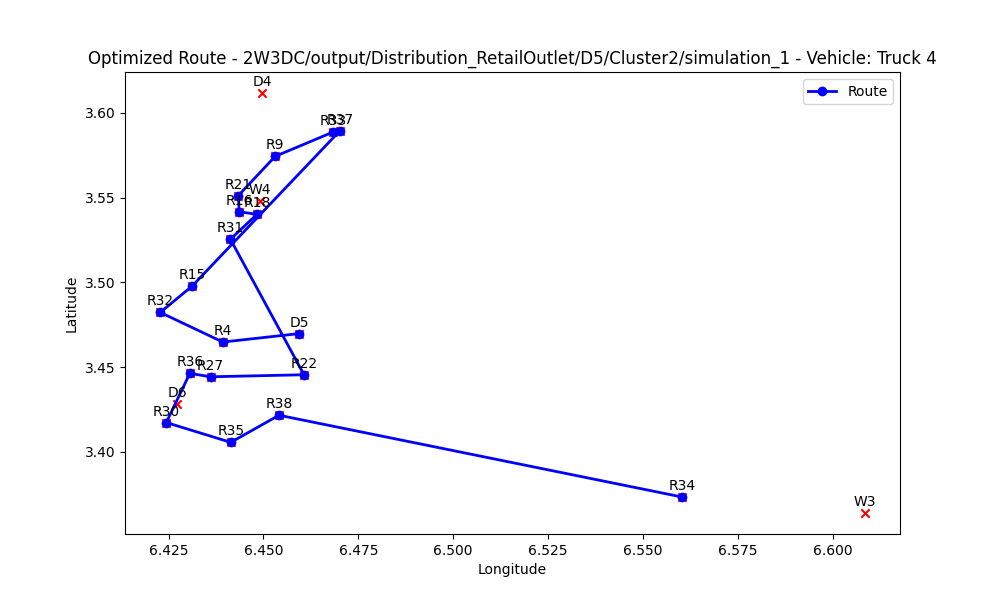 Optimized Route - 2W3DC/output/Distribution_RetailOutlet/D5/Cluster2/simulation_1 - Vehicle: Truck 4
Route
D4
R33
R37
R9
R21
W4
R16
R18
R31
R15
R32
R4
D5
R36
R27
R22
D6
R30
R38
R35
R34
W3
3.60
3.55
3.50
3.45
3.40
Latitude
6.425
6.450
6.475
6.500
6.525
6.550
6.575
6.600
Longitude